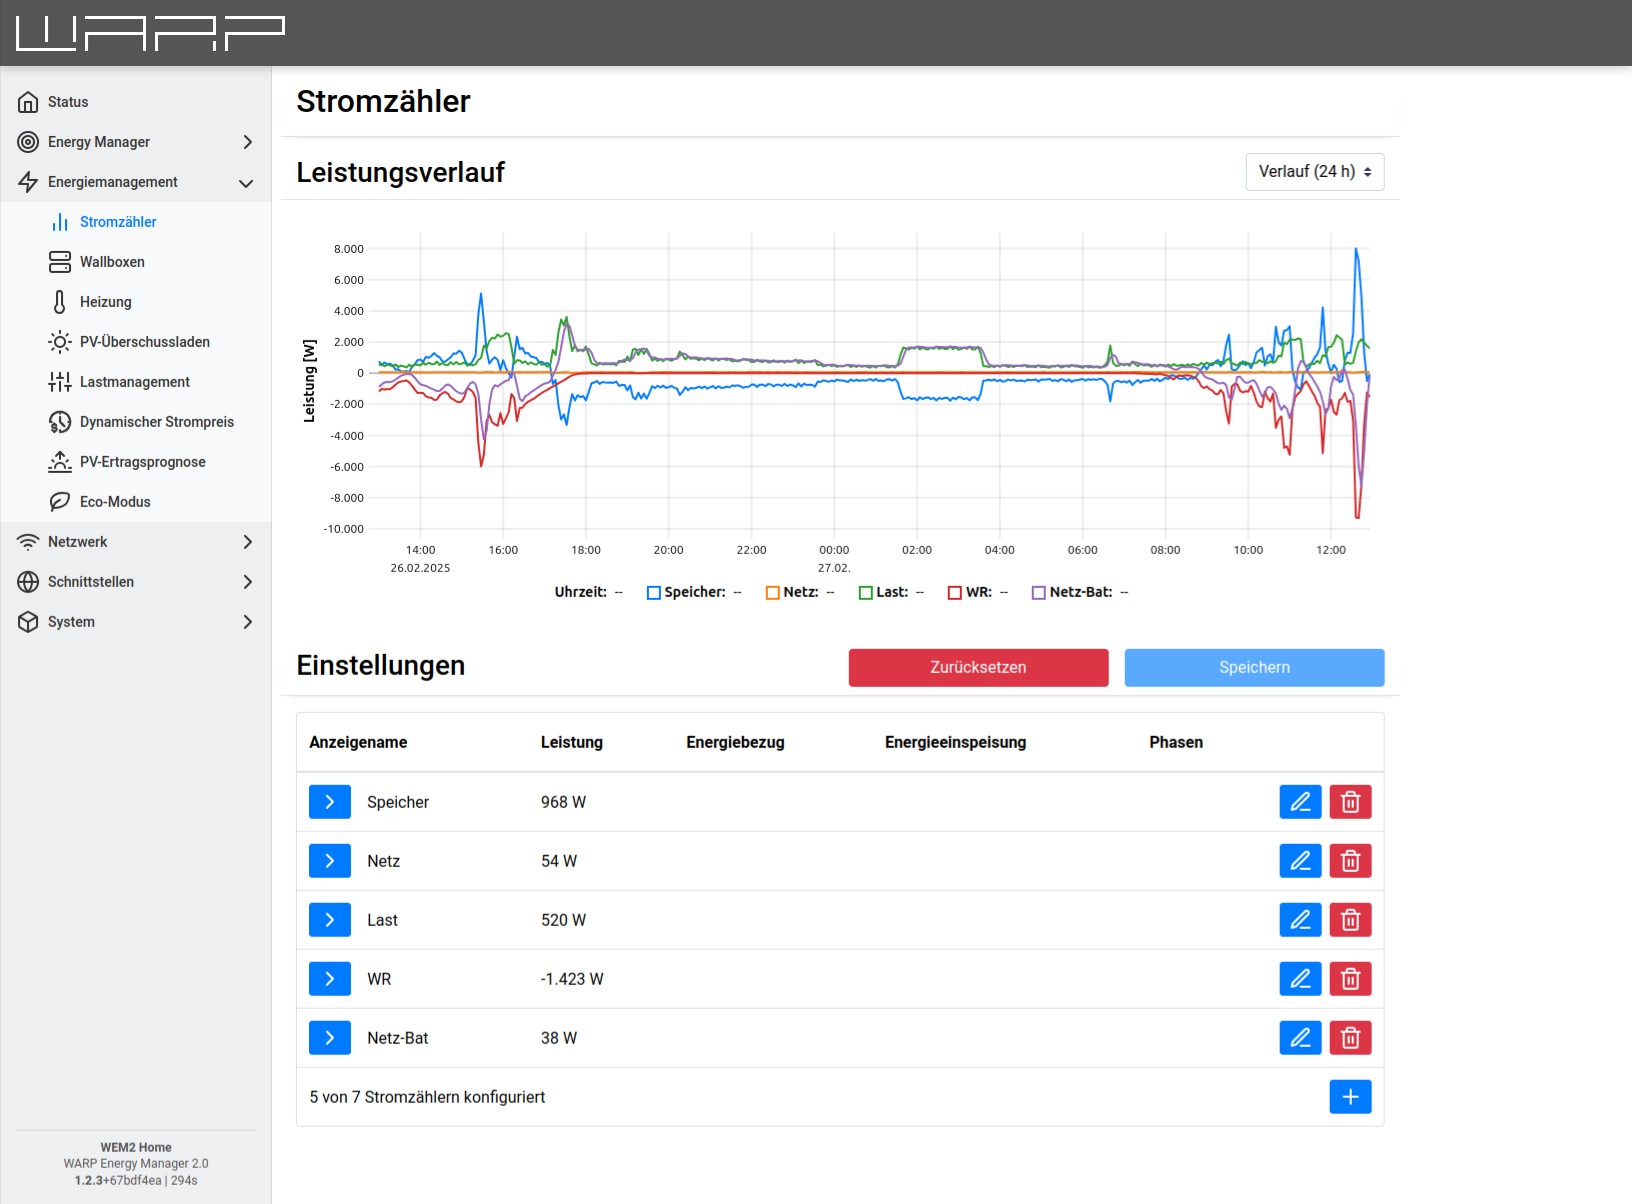 WARP
Status
Energy Manager
Energiemanagement
Stromzähler
Wallboxen
Heizung
PV-Überschussladen
Lastmanagement
Dynamischer Strompreis
PV-Ertragsprognose
Eco-Modus
Netzwerk
Schnittstellen
System
WEM2 Home
WARP Energy Manager 2.0
1.2.3+67bdf4ea | 294s
Stromzähler
Leistungsverlauf
Verlauf (24 h)
Leistung [W]
8.000
6.000
4.000
2.000
0
-2.000
-4.000
-6.000
-8.000
-10.000
14:00 16:00 18:00 20:00 22:00 00:00 02:00 04:00 06:00 08:00 10:00 12:00
26.02.2025 27.02.
Uhrzeit: -- Speicher: -- Netz: -- Last: -- WR: -- Netz-Bat: --
Einstellungen
Zurücksetzen
Speichern
Anzeigename Leistung Energiebezug Energieeinspeisung Phasen
Speicher 968 W
Netz 54 W
Last 520 W
WR -1.423 W
Netz-Bat 38 W
5 von 7 Stromzählern konfiguriert